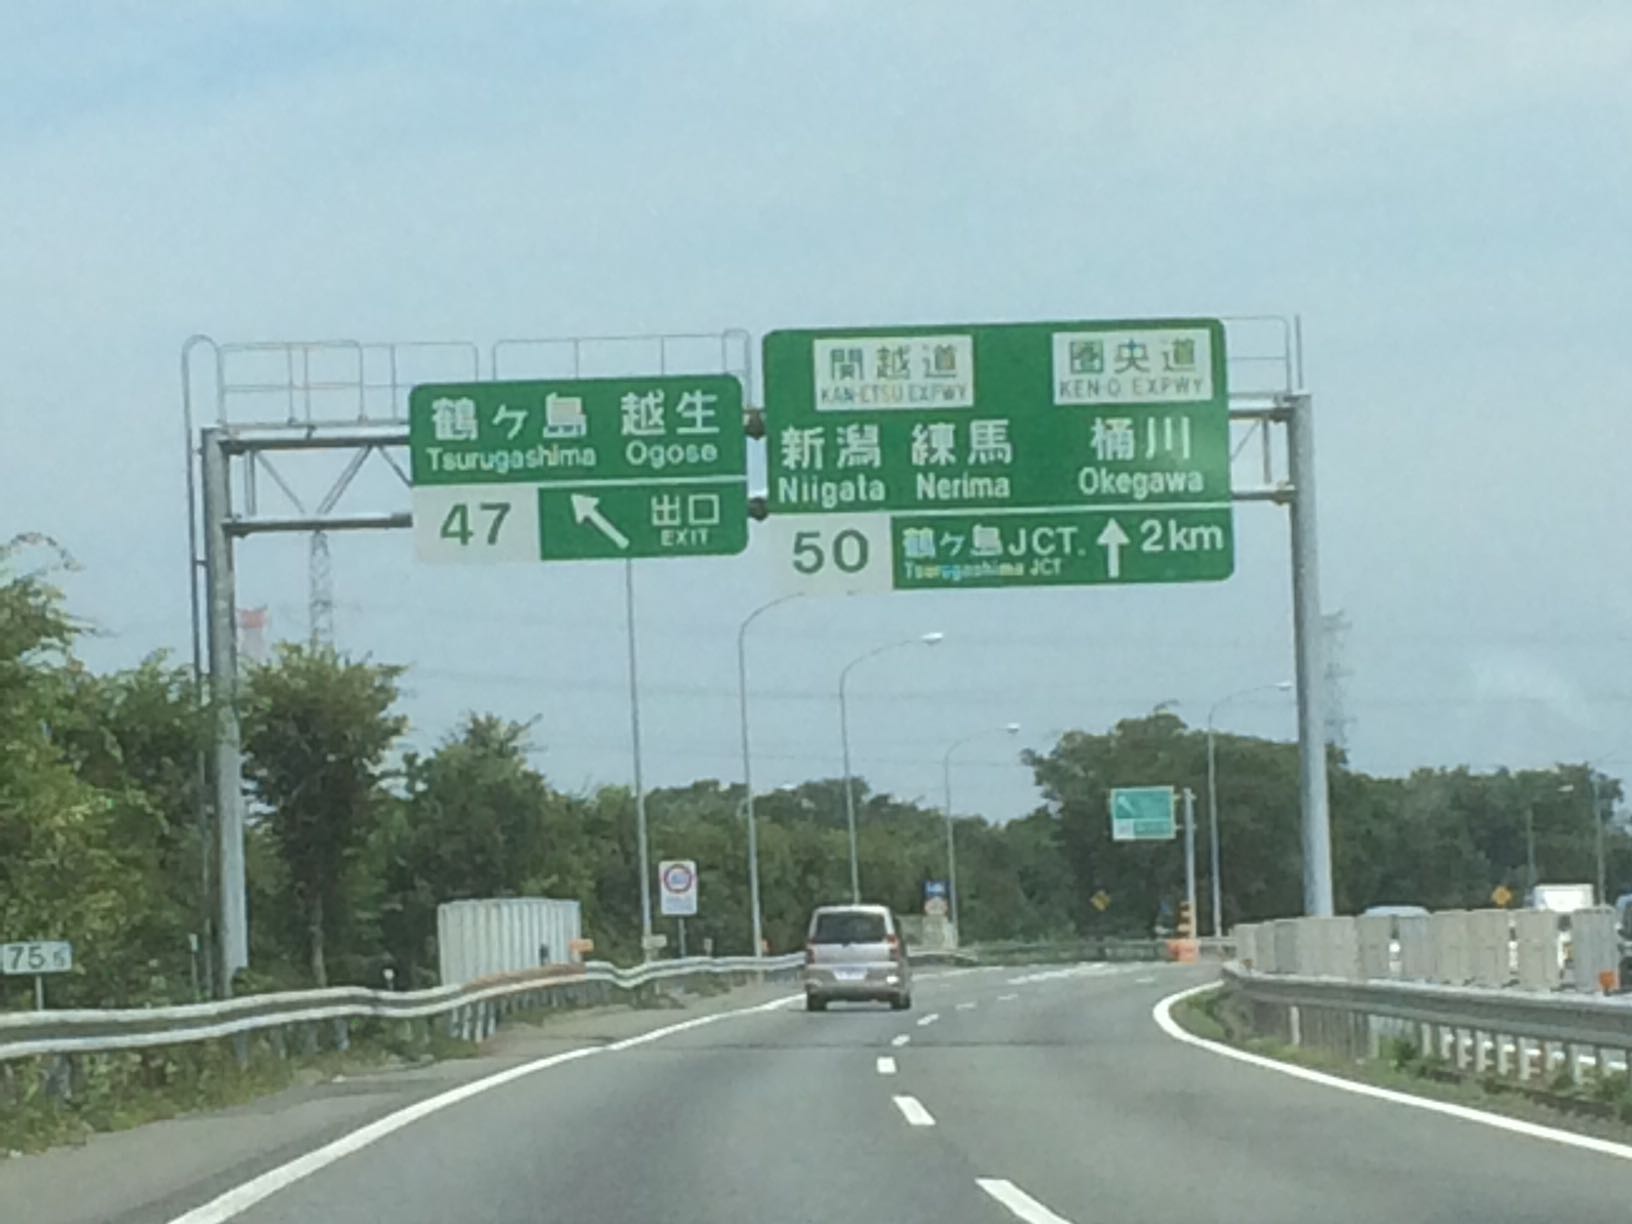 鶴ヶ島 越生
Tsurugashima Ogose
47
出口
EXIT
関越道
KAN-ETSU EXPWY
圏央道
KEN-O EXPWY
新潟 練馬 桶川
Niigata Nerima Okegawa
50
鶴ヶ島JCT. 2km
Tsurugashima JCT
75.5